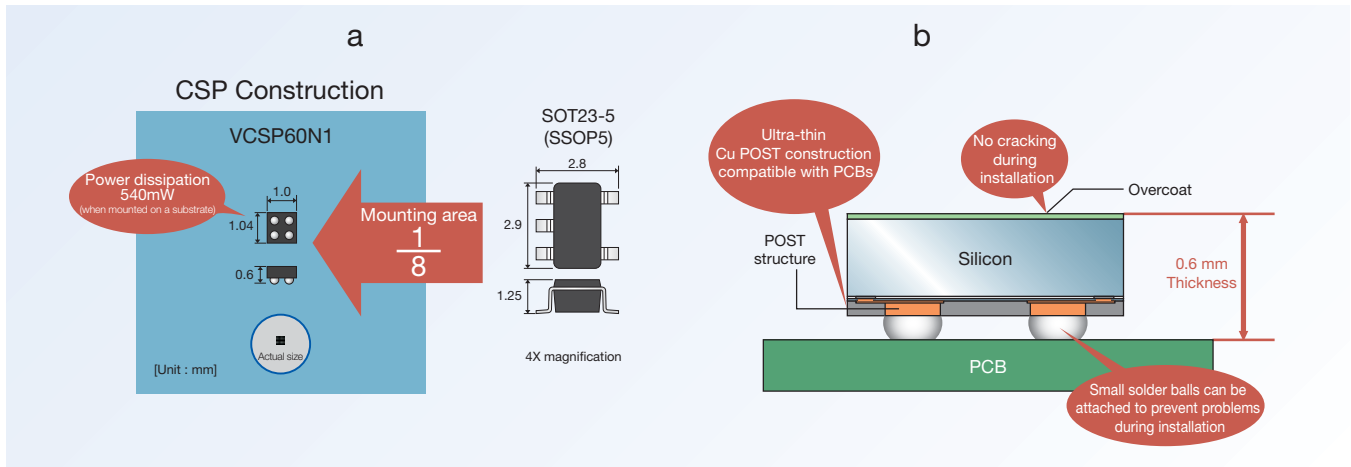 a
CSP Construction
VCSP60N1
Power dissipation
540mW
(when mounted on a substrate)
1.0
1.04
0.6
Actual size
[Unit : mm]
Mounting area
1
8
SOT23-5
(SSOP5)
2.8
2.9
1.25
4X magnification
b
Ultra-thin
Cu POST construction
compatible with PCBs
No cracking
during
installation
Overcoat
POST
structure
Silicon
0.6 mm
Thickness
PCB
Small solder balls can be
attached to prevent problems
during installation